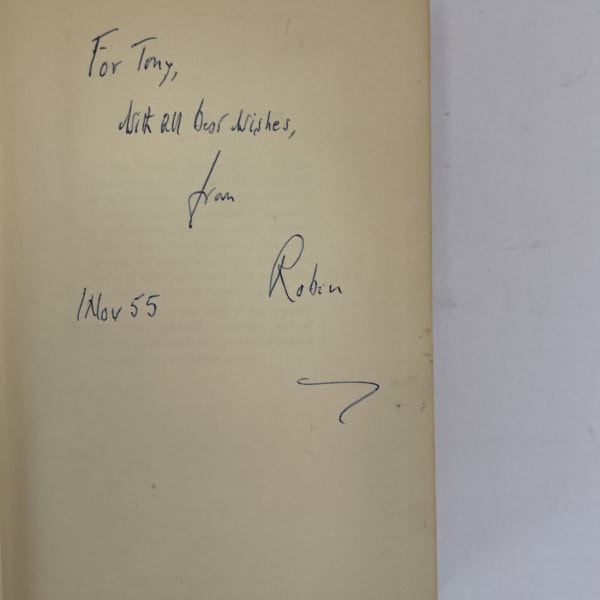 For Tony,
With all best wishes,
from
Robin
1 Nov 55